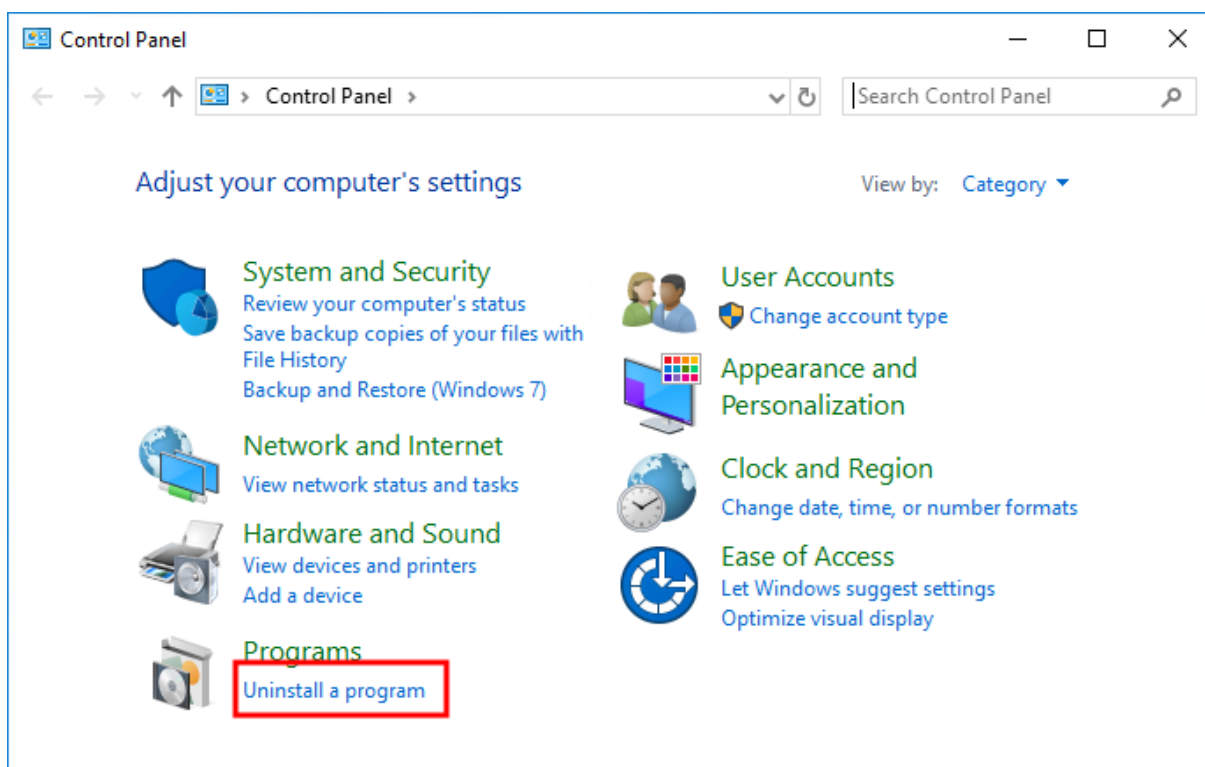 Control Panel
Control Panel
Search Control Panel
Adjust your computer's settings
View by: Category
System and Security
Review your computer's status
Save backup copies of your files with
File History
Backup and Restore (Windows 7)
Network and Internet
View network status and tasks
Hardware and Sound
View devices and printers
Add a device
Programs
Uninstall a program
User Accounts
Change account type
Appearance and
Personalization
Clock and Region
Change date, time, or number formats
Ease of Access
Let Windows suggest settings
Optimize visual display